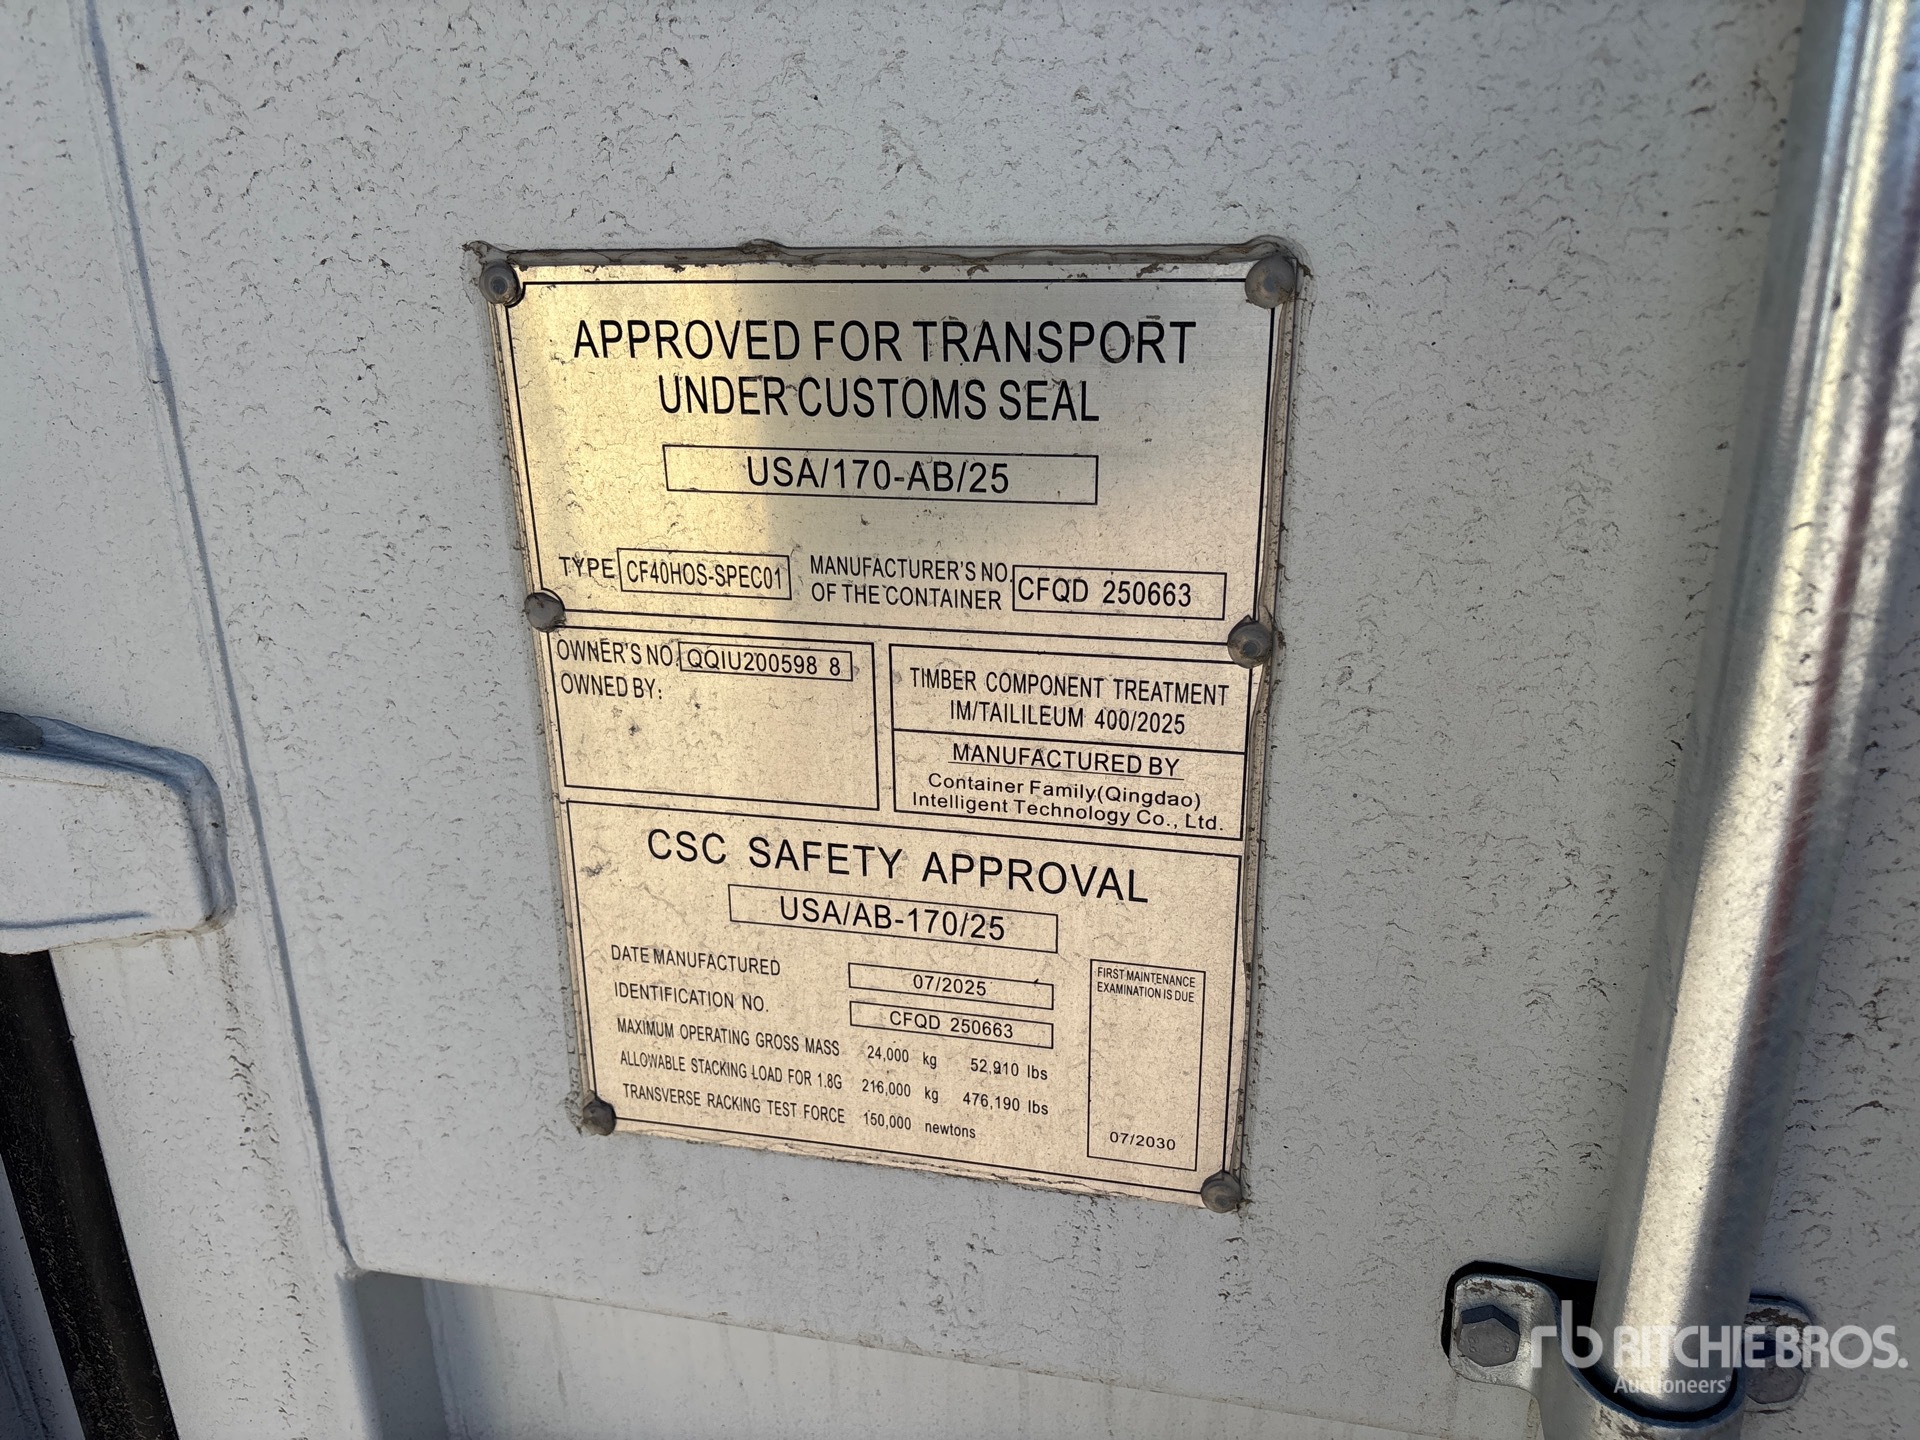 APPROVED FOR TRANSPORT
UNDER CUSTOMS SEAL
USA/170-AB/25
TYPE CF40HOS-SPEC01 MANUFACTURER'S NO.
OF THE CONTAINER CFQD 250663
OWNER'S NO. QQIU200598 8
OWNED BY:
TIMBER COMPONENT TREATMENT
IM/TAILILEUM 400/2025
MANUFACTURED BY
Container Family(Qingdao)
Intelligent Technology Co., Ltd.
CSC SAFETY APPROVAL
USA/AB-170/25
DATE MANUFACTURED 07/2025
IDENTIFICATION NO. CFQD 250663
MAXIMUM OPERATING GROSS MASS 24,000 kg 52,910 lbs
ALLOWABLE STACKING LOAD FOR 1.8G 216,000 kg 476,190 lbs
TRANSVERSE RACKING TEST FORCE 150,000 newtons
FIRST MAINTENANCE
EXAMINATION IS DUE
07/2030
rb RITCHIE BROS.
Auctioneers